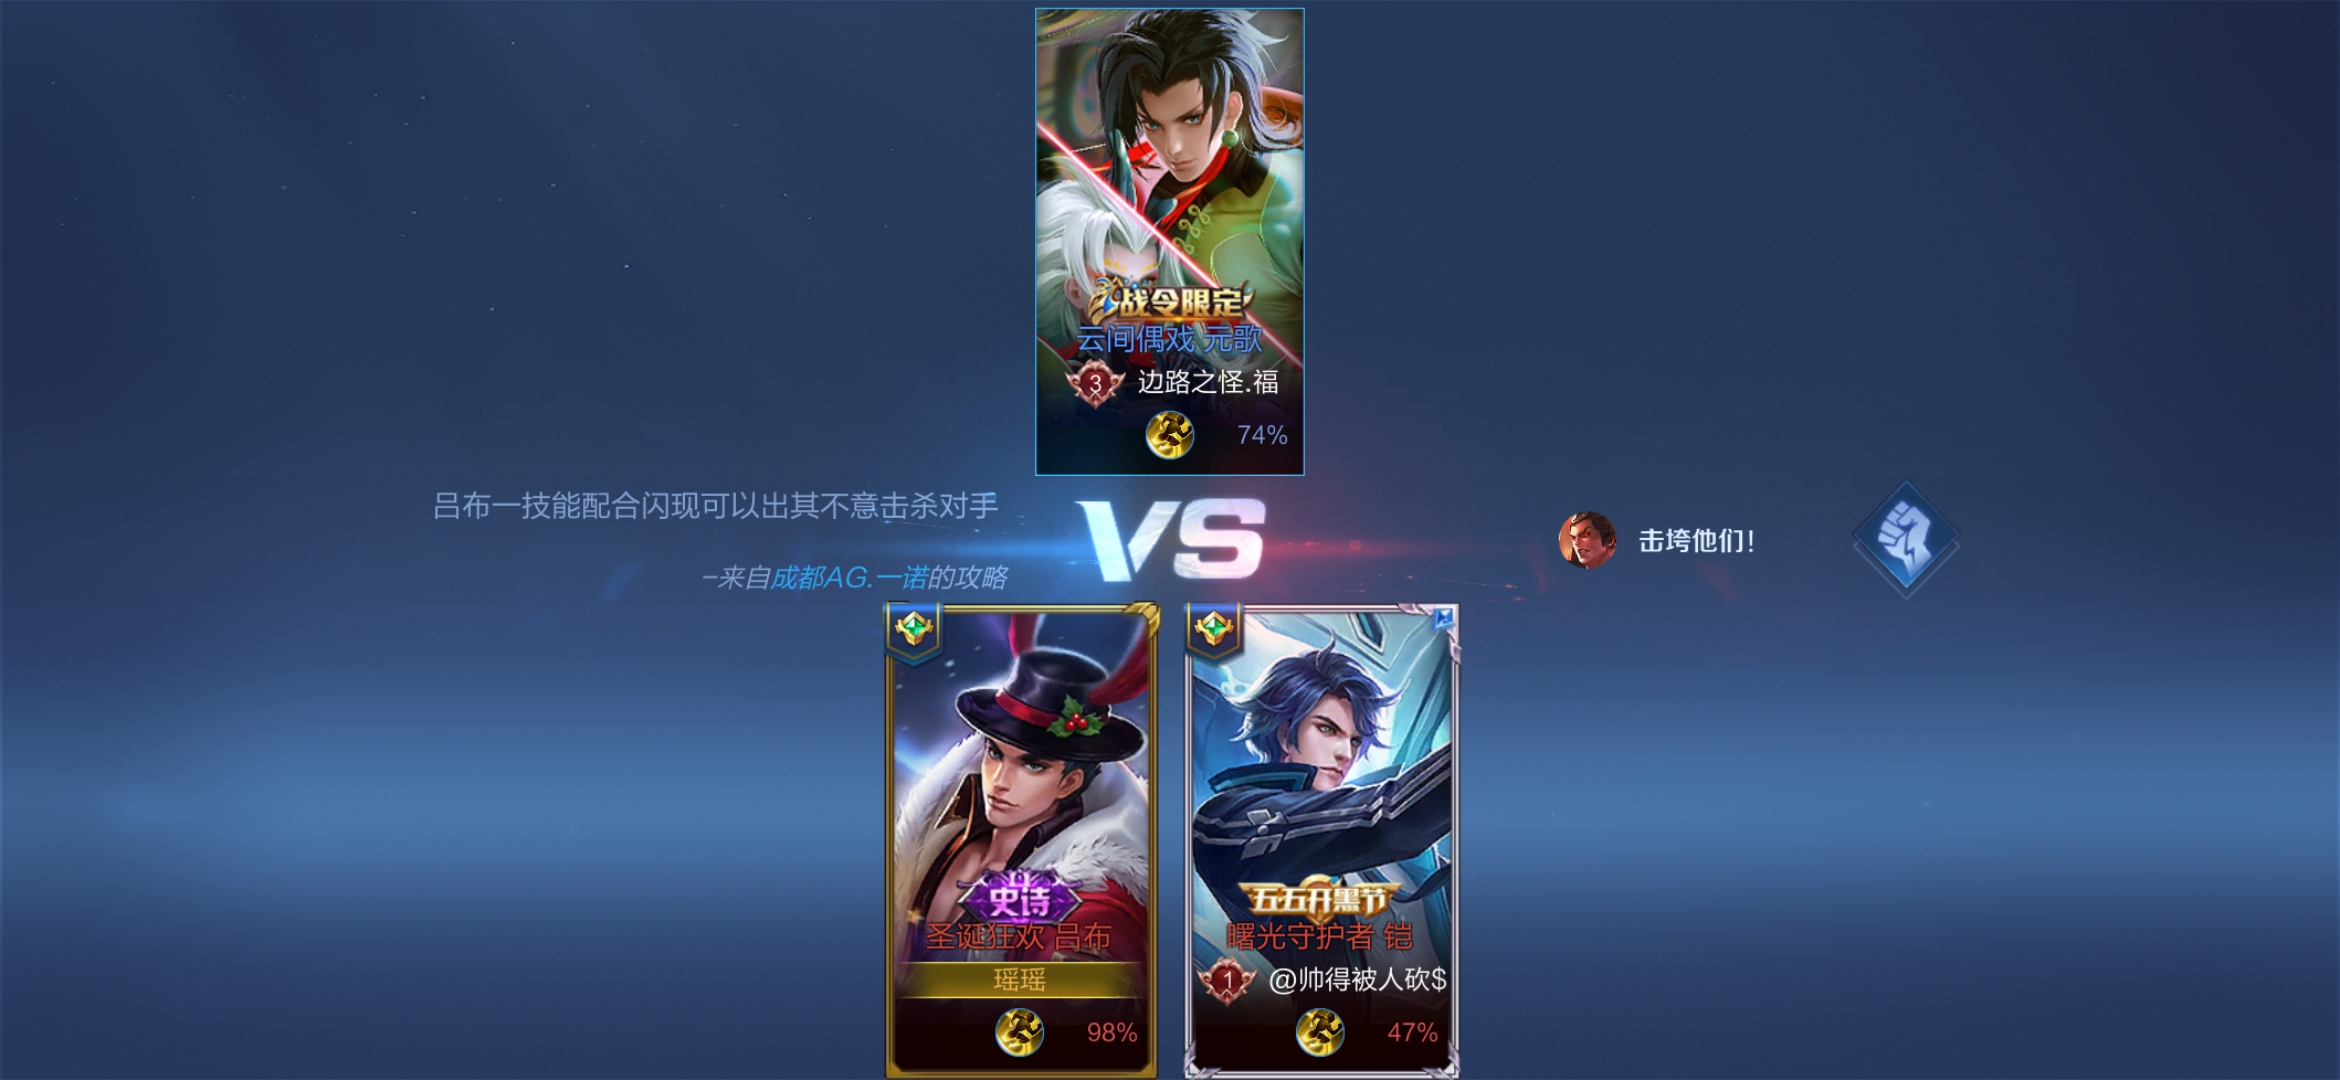 战令限定
云间偶戏 元歌
3 边路之怪.福
74%
吕布一技能配合闪现可以出其不意击杀对手
VS
击垮他们！
–来自成都AG.一诺的攻略
史诗
圣诞狂欢 吕布
瑶瑶
98%
五五开黑节
曙光守护者 铠
1 @帅得被人砍$
47%